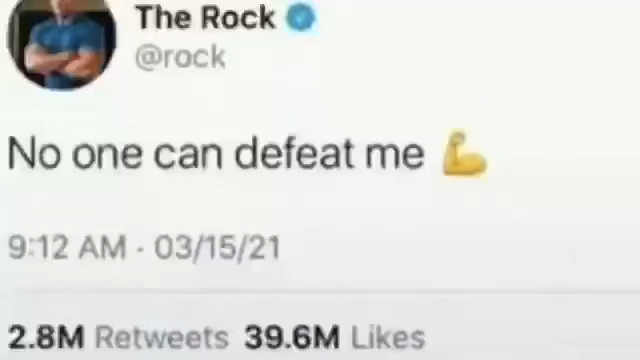 The Rock
@rock
No one can defeat me 💪
9:12 AM · 03/15/21
2.8M Retweets 39.6M Likes